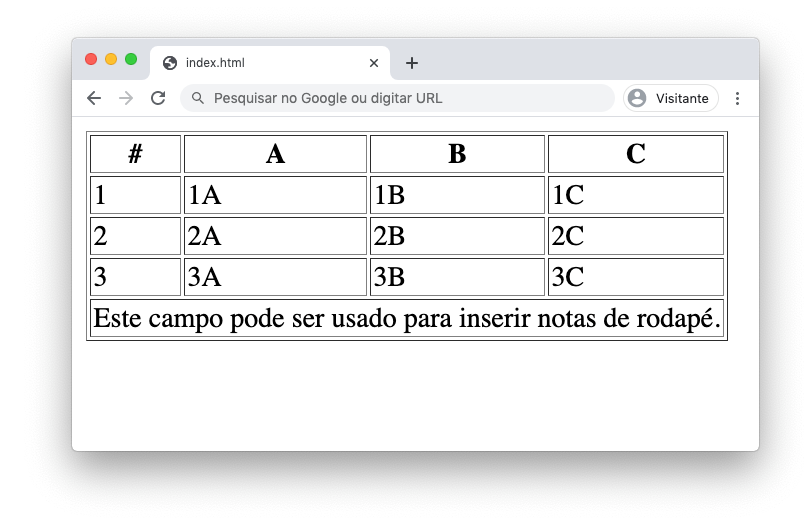 index.html
Pesquisar no Google ou digitar URL
Visitante
# A B C
1 1A 1B 1C
2 2A 2B 2C
3 3A 3B 3C
Este campo pode ser usado para inserir notas de rodapé.